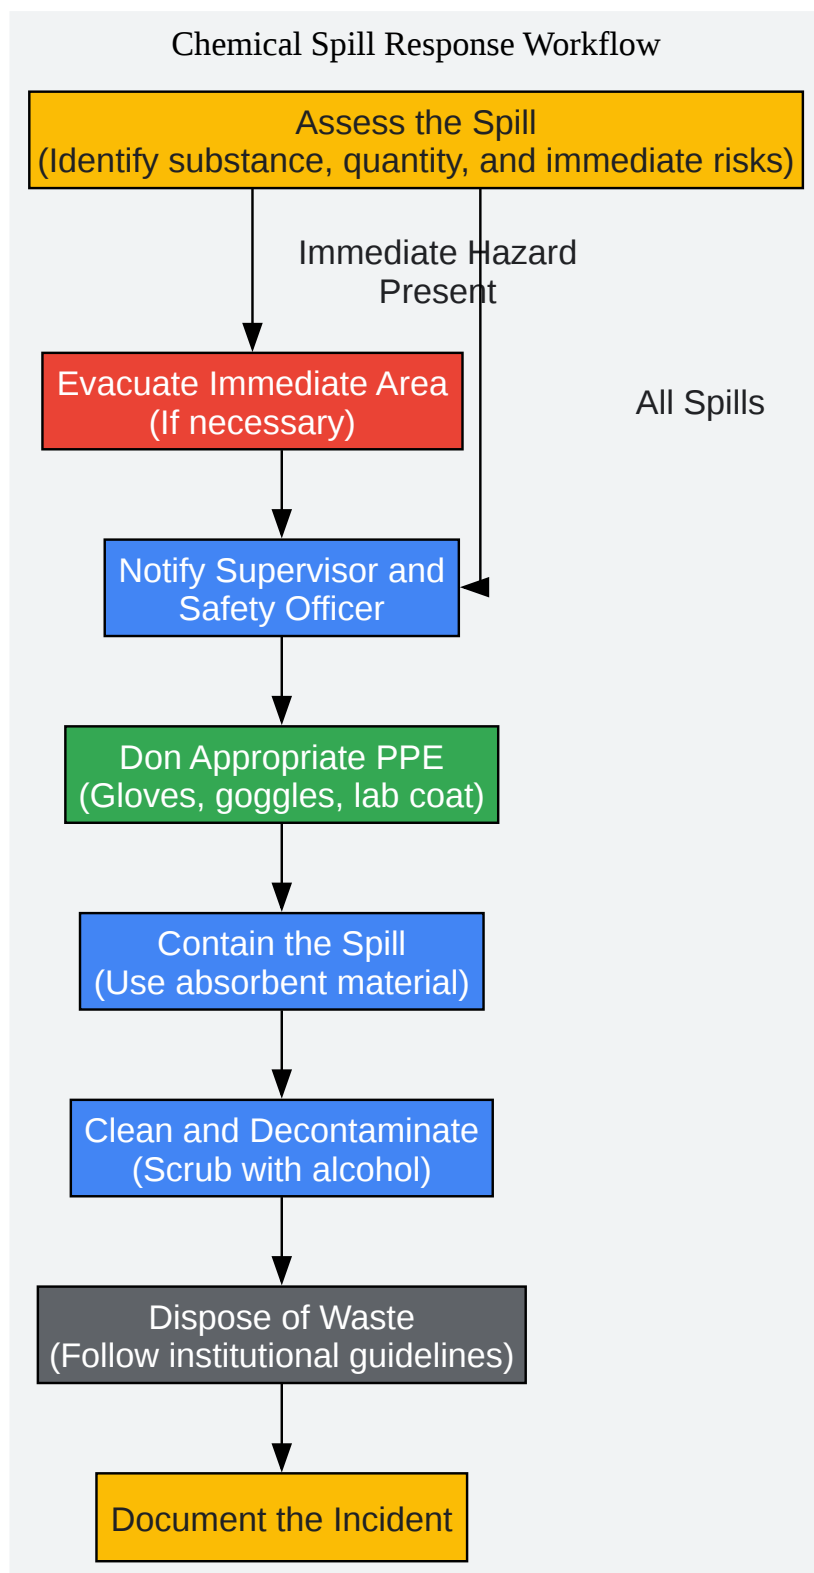 Chemical Spill Response Workflow
Assess the Spill
(Identify substance, quantity, and immediate risks)
Immediate Hazard
Present
Evacuate Immediate Area
(If necessary)
All Spills
Notify Supervisor and
Safety Officer
Don Appropriate PPE
(Gloves, goggles, lab coat)
Contain the Spill
(Use absorbent material)
Clean and Decontaminate
(Scrub with alcohol)
Dispose of Waste
(Follow institutional guidelines)
Document the Incident